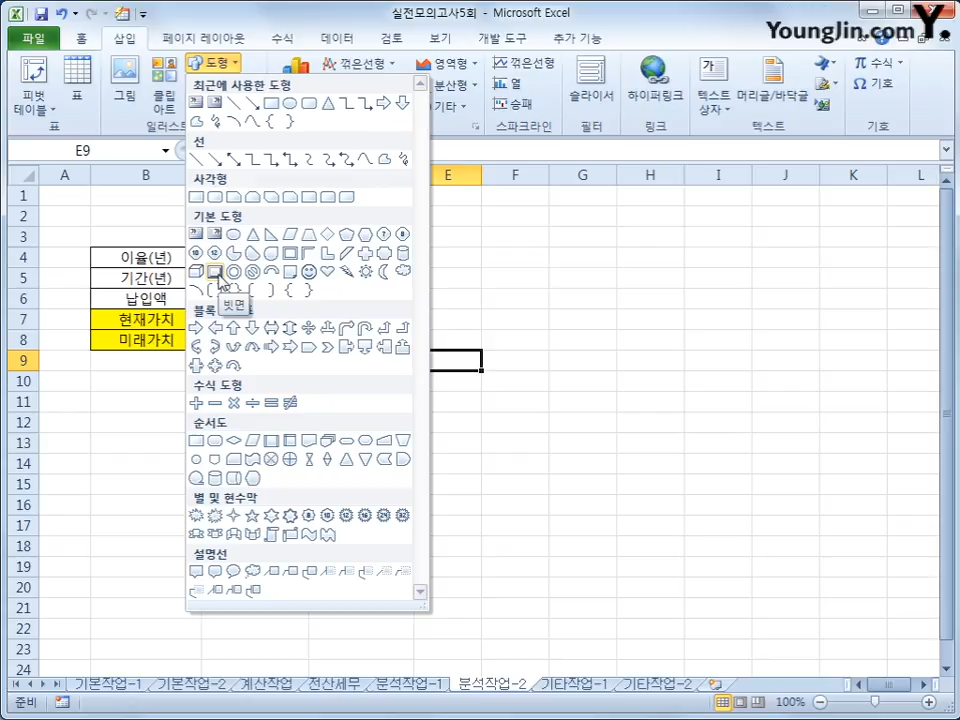 실전모의고사5회 - Microsoft Excel
Younglin.com Y.
파일 홈 삽입 페이지 레이아웃 수식 데이터 검토 보기 개발 도구 추가 기능
도형 꺾은선형 영역형 꺾은선형 π 수식
분산형 열 Ω 기호
기타 승패
피벗 테이블 표 그림 클립 아트 슬라이서 하이퍼링크 텍스트 상자 머리글/바닥글
표 일러스트 스파크라인 필터 링크 텍스트 기호
E9
A B E F G H I J K L
최근에 사용한 도형
선
사각형
기본 도형
빗면
블록
수식 도형
순서도
별 및 현수막
설명선
1
2
3
4 이율(년)
5 기간(년)
6 납입액
7 현재가치
8 미래가치
9
10
11
12
13
14
15
16
17
18
19
20
21
22
23
24
기본작업-1 기본작업-2 계산작업 전산세무 분석작업-1 분석작업-2 기타작업-1 기타작업-2
준비 100%